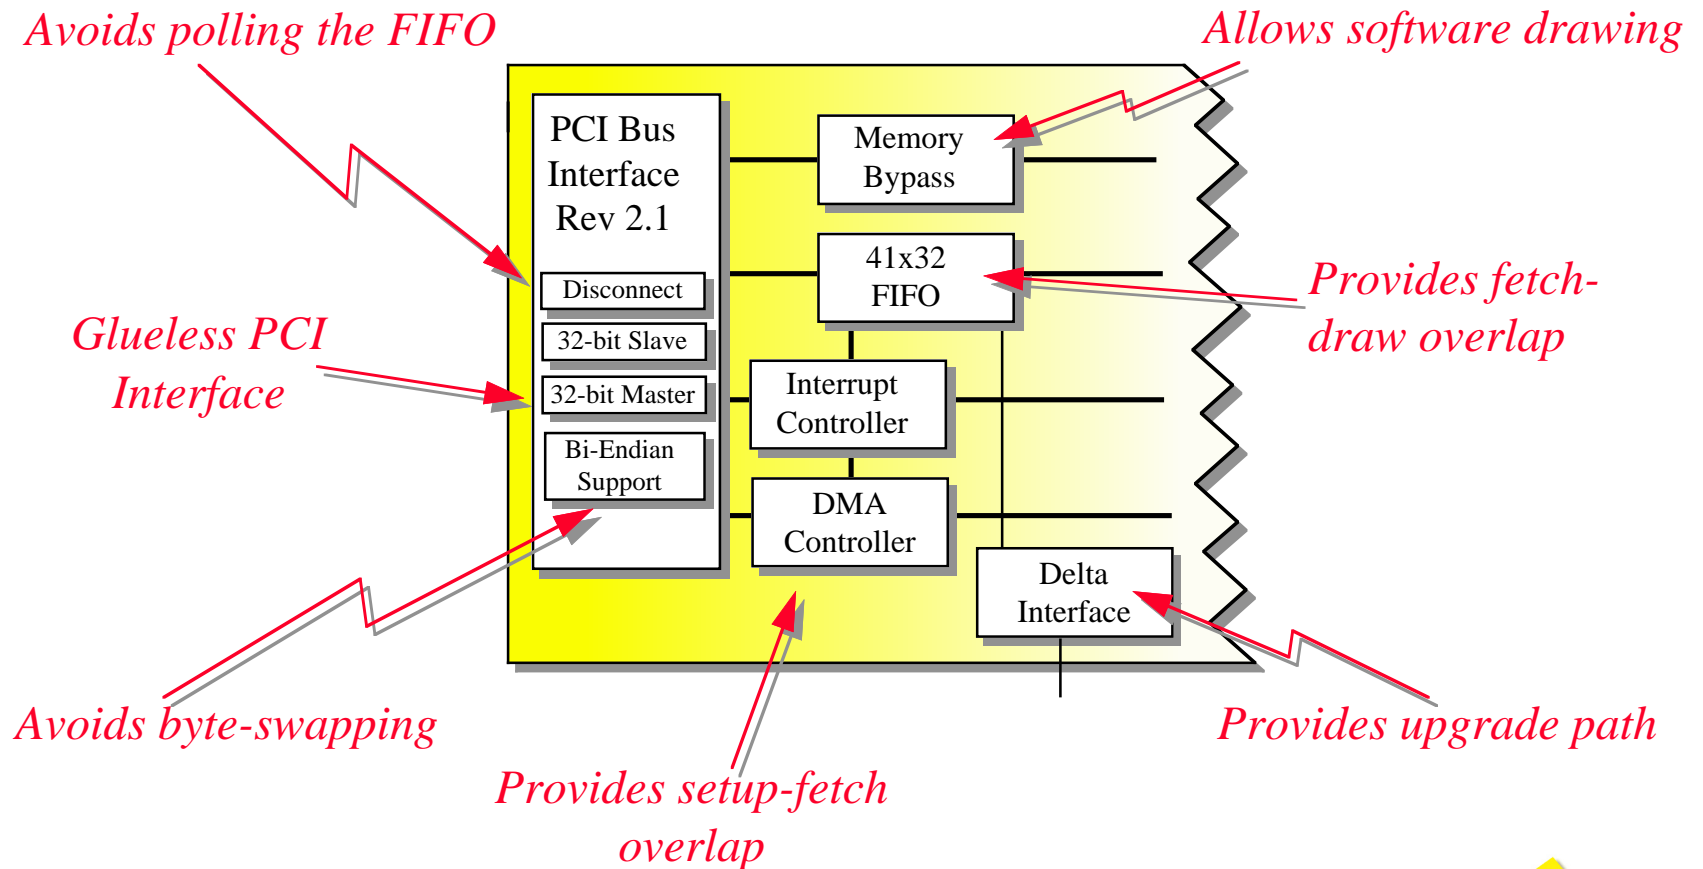 Avoids polling the FIFO
Allows software drawing
PCI Bus
Interface
Rev 2.1
Memory
Bypass
41x32
FIFO
Disconnect
32-bit Slave
32-bit Master
Bi-Endian
Support
Interrupt
Controller
DMA
Controller
Delta
Interface
Glueless PCI
Interface
Provides fetch-
draw overlap
Avoids byte-swapping
Provides upgrade path
Provides setup-fetch
overlap